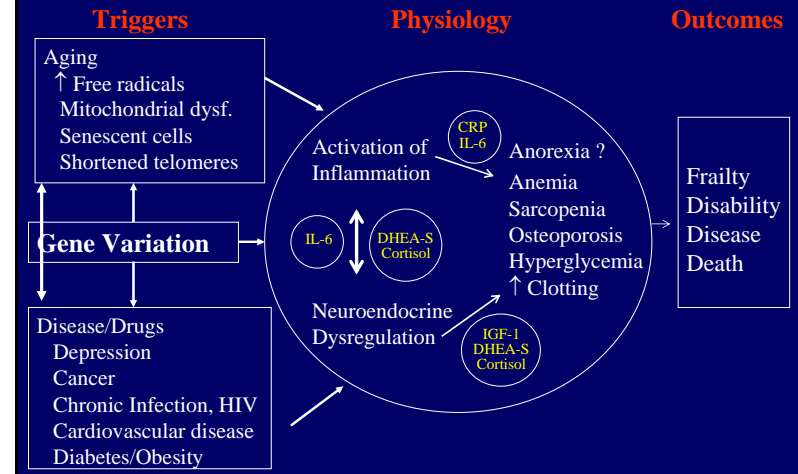 Triggers
Physiology
Outcomes
Aging
↑ Free radicals
Mitochondrial dysf.
Senescent cells
Shortened telomeres
Gene Variation
Disease/Drugs
Depression
Cancer
Chronic Infection, HIV
Cardiovascular disease
Diabetes/Obesity
Activation of
Inflammation
CRP
IL-6
IL-6
DHEA-S
Cortisol
Neuroendocrine
Dysregulation
IGF-1
DHEA-S
Cortisol
Anorexia ?
Anemia
Sarcopenia
Osteoporosis
Hyperglycemia
↑ Clotting
Frailty
Disability
Disease
Death